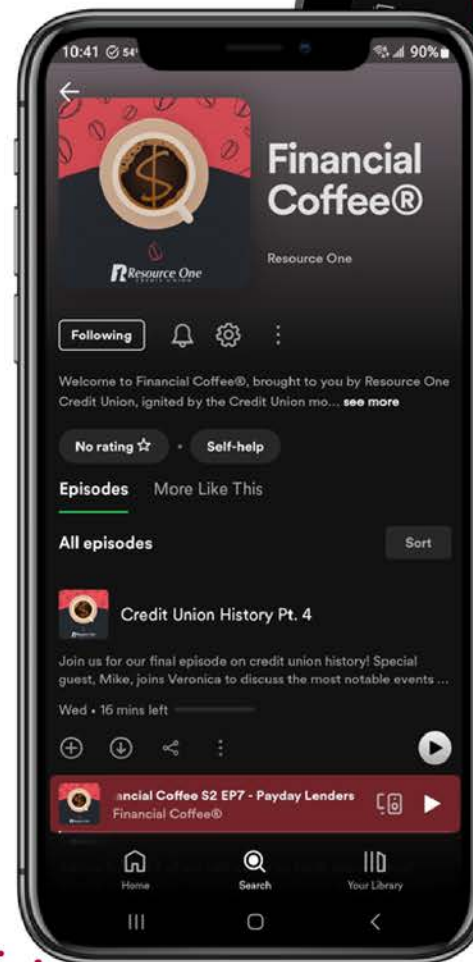 10:41
54°
90%
Financial
Coffee®
Resource One
CREDIT UNION
Resource One
Following
Welcome to Financial Coffee®, brought to you by Resource One
Credit Union, ignited by the Credit Union mo... see more
No rating
Self-help
Episodes
More Like This
All episodes
Sort
Credit Union History Pt. 4
Join us for our final episode on credit union history! Special
guest, Mike, joins Veronica to discuss the most notable events ...
Wed • 16 mins left
ancial Coffee S2 EP7 - Payday Lenders
Financial Coffee®
Home
Search
Your Library